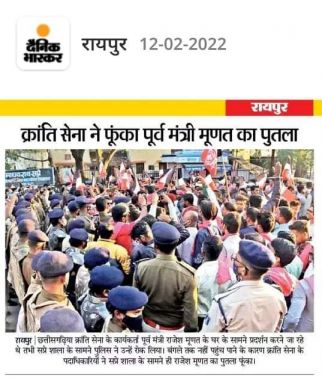 दैनिक
भास्कर
रायपुर 12-02-2022
रायपुर
क्रांति सेना ने फूंका पूर्व मंत्री मूणत का पुतला
रायपुर | छत्तीसगढ़िया क्रांति सेना के कार्यकर्ता पूर्व मंत्री राजेश मूणत के घर के सामने प्रदर्शन करने जा रहे
थे तभी सप्रे शाला के सामने पुलिस ने उन्हें रोक लिया। बंगले तक नहीं पहुंच पाने के कारण क्रांति सेना के
पदाधिकारियों ने सप्रे शाला के सामने ही राजेश मूणत का पुतला फूंका।